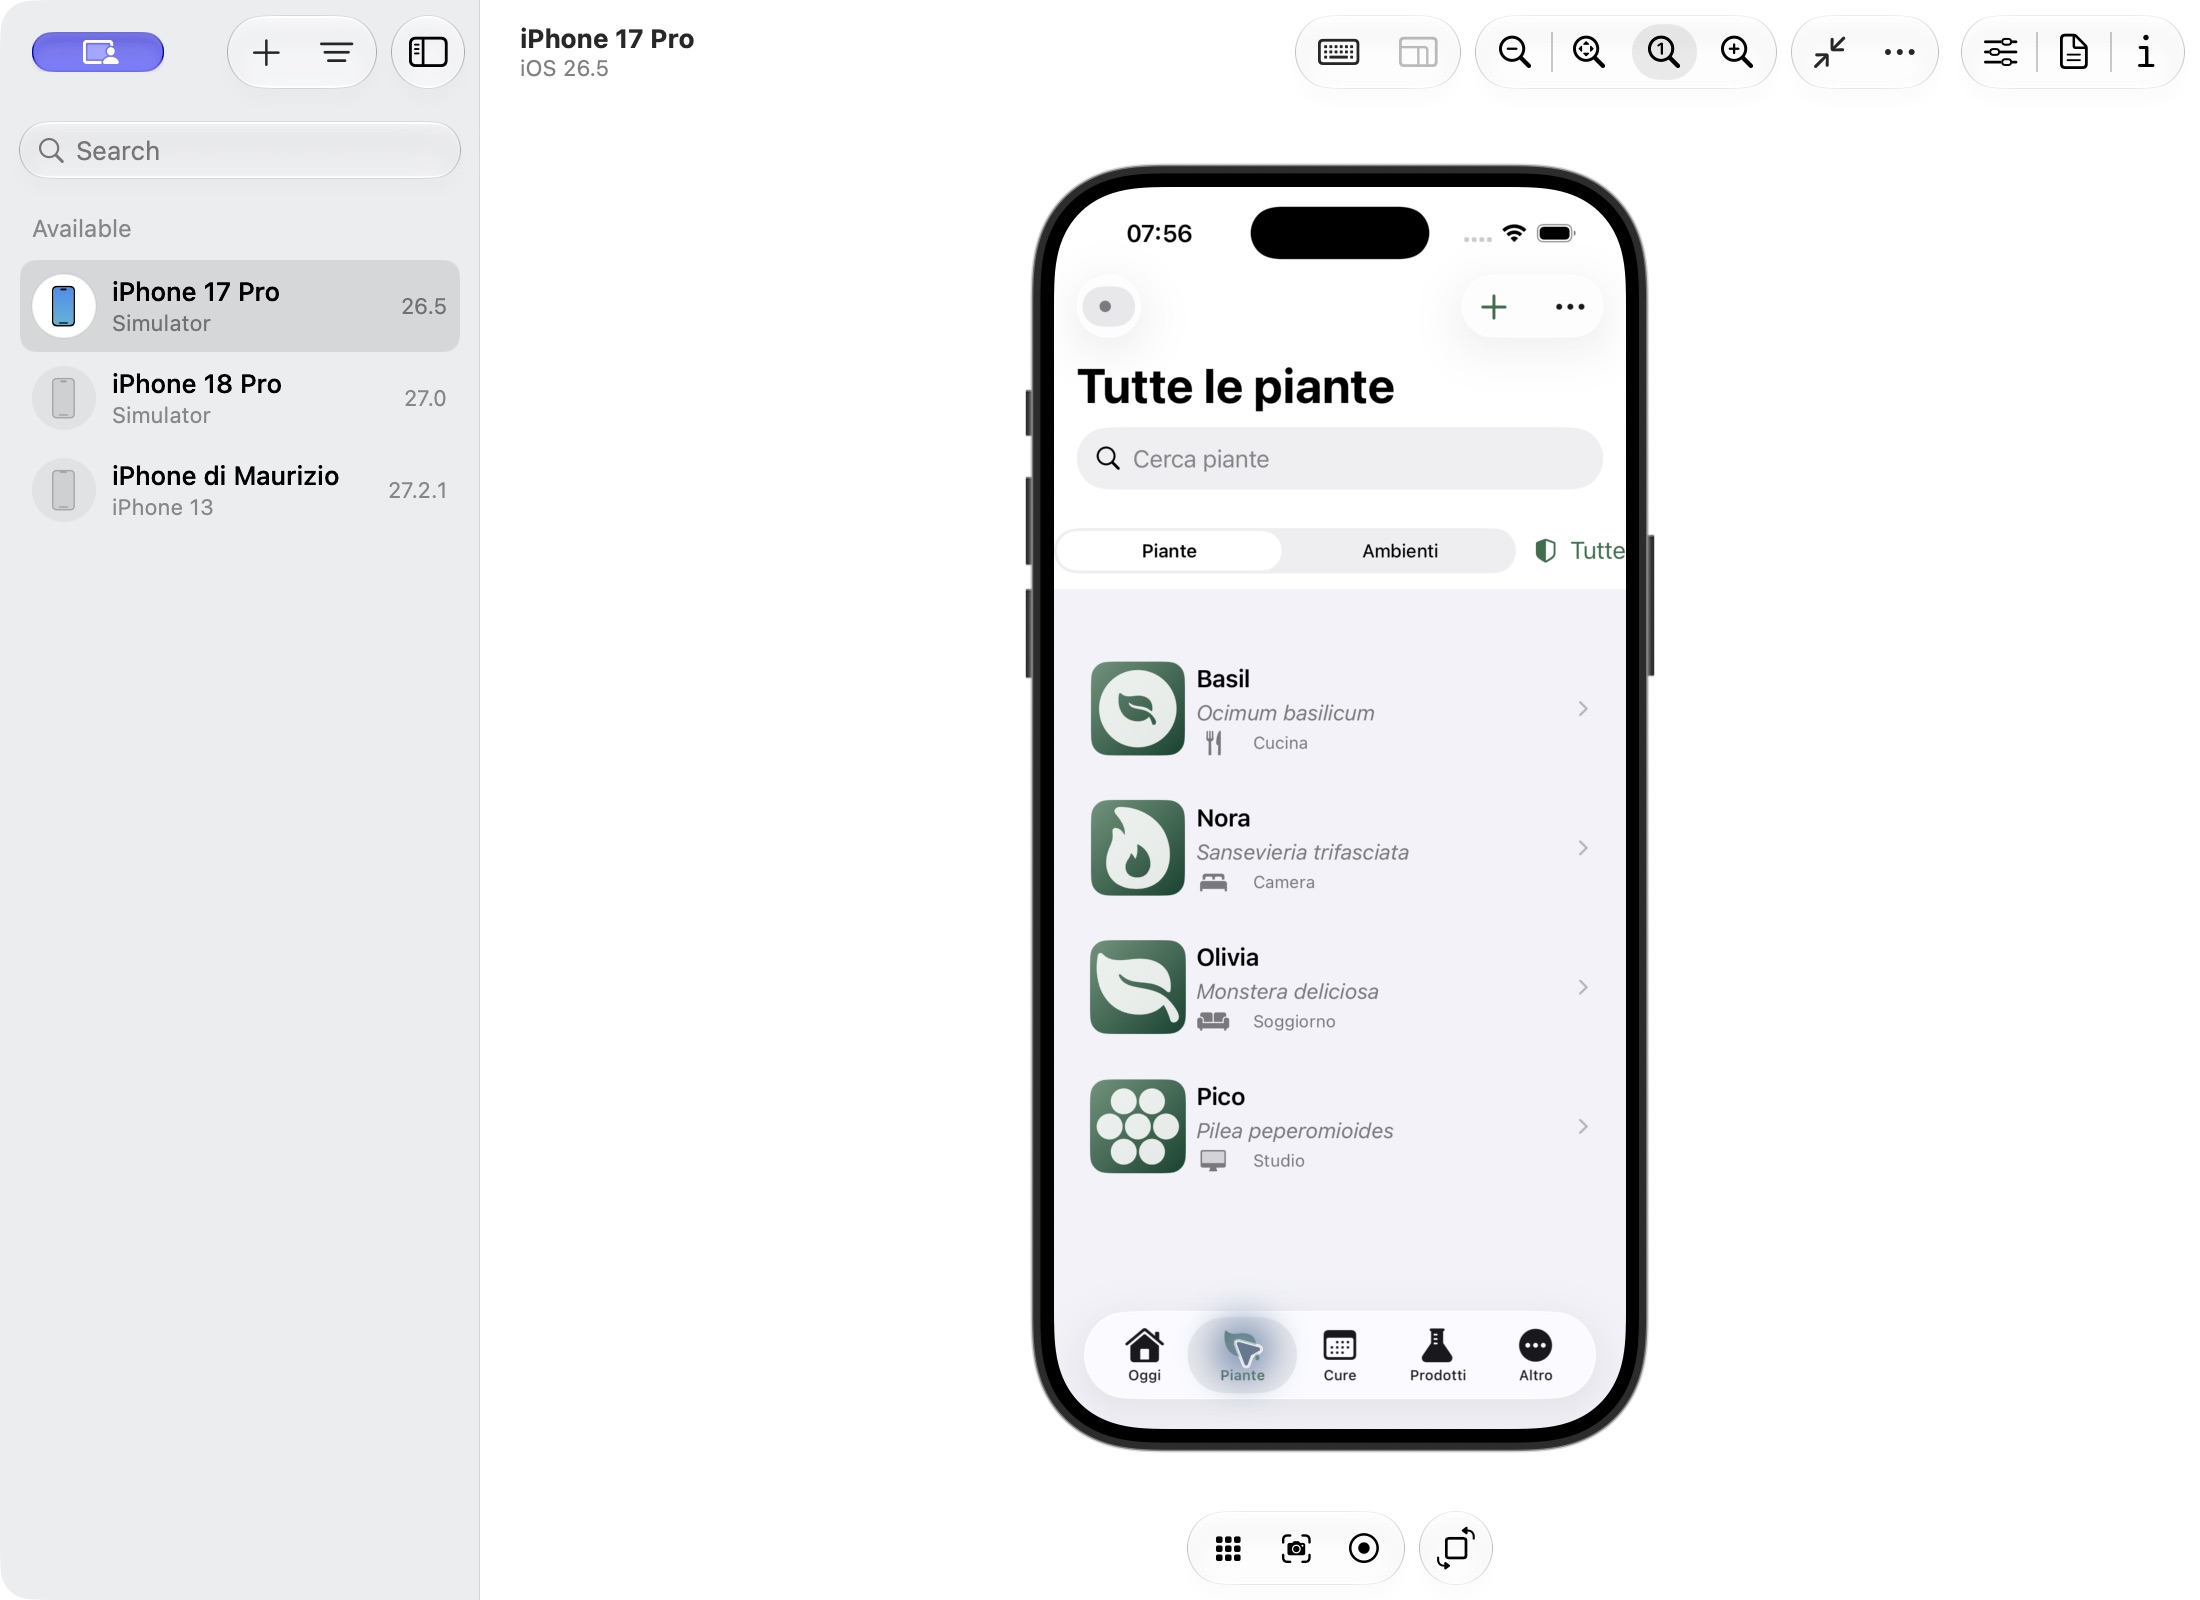 iPhone 17 Pro
iOS 26.5
Search
Available
iPhone 17 Pro
Simulator
26.5
iPhone 18 Pro
Simulator
27.0
iPhone di Maurizio
iPhone 13
27.2.1
07:56
Tutte le piante
Cerca piante
Piante
Ambienti
Tutte
Basil
Ocimum basilicum
Cucina
Nora
Sansevieria trifasciata
Camera
Olivia
Monstera deliciosa
Soggiorno
Pico
Pilea peperomioides
Studio
Oggi
Piante
Cure
Prodotti
Altro